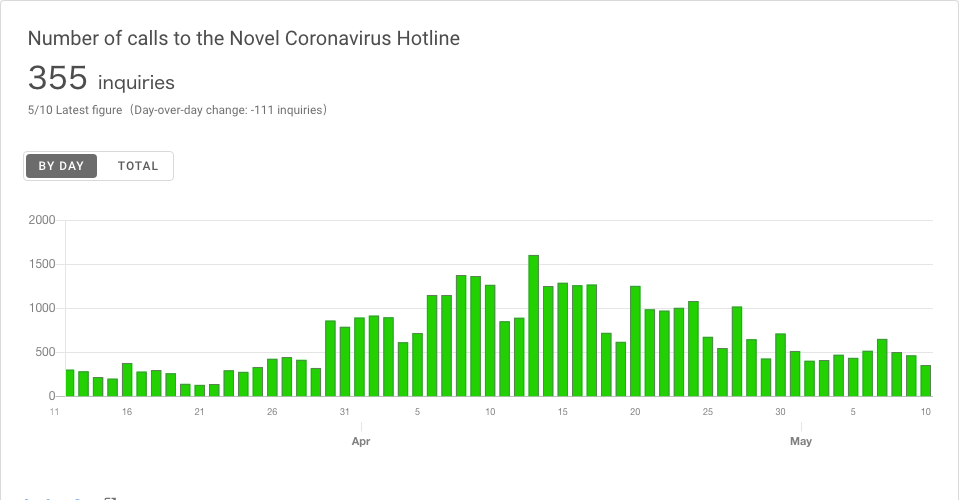 Number of calls to the Novel Coronavirus Hotline
355 inquiries
5/10 Latest figure（Day-over-day change: -111 inquiries）
BY DAY TOTAL
2000
1500
1000
500
0
11 16 21 26 31 5 10 15 20 25 30 5 10
Apr May